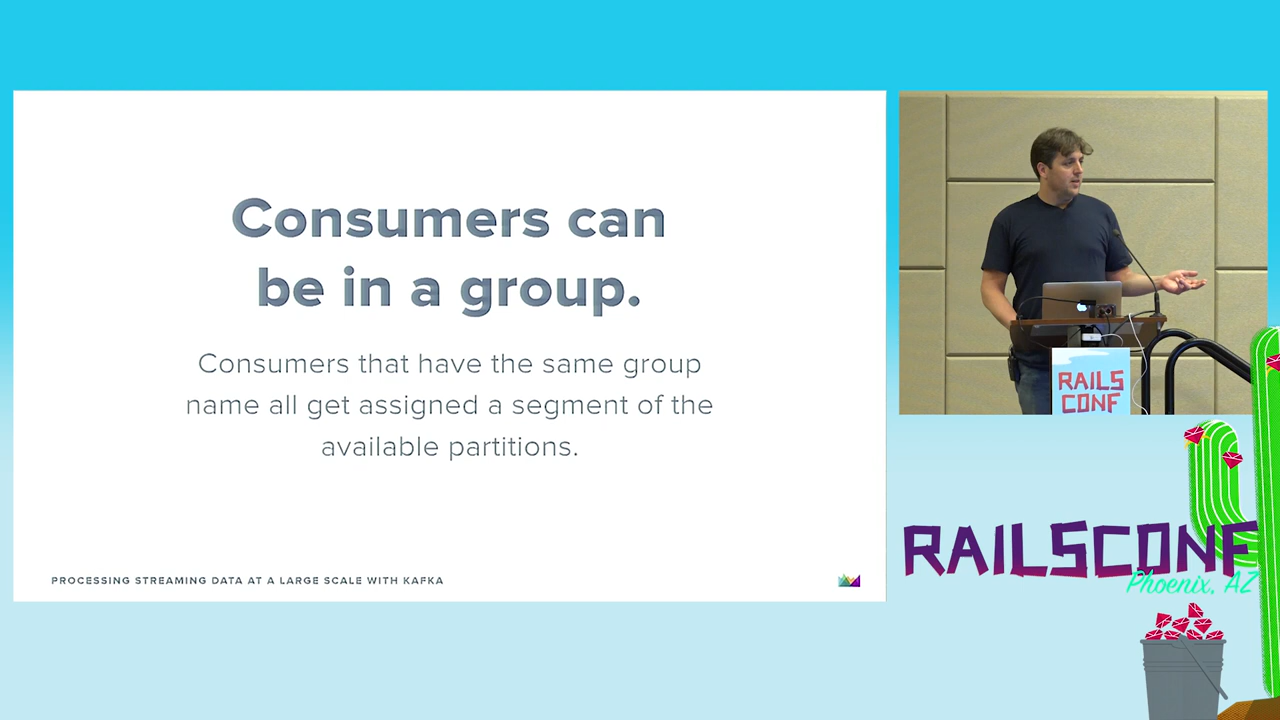 Consumers can
be in a group.
Consumers that have the same group
name all get assigned a segment of the
available partitions.
PROCESSING STREAMING DATA AT A LARGE SCALE WITH KAFKA
RAILS
CONF
RAILSCONF
Phoenix, AZ